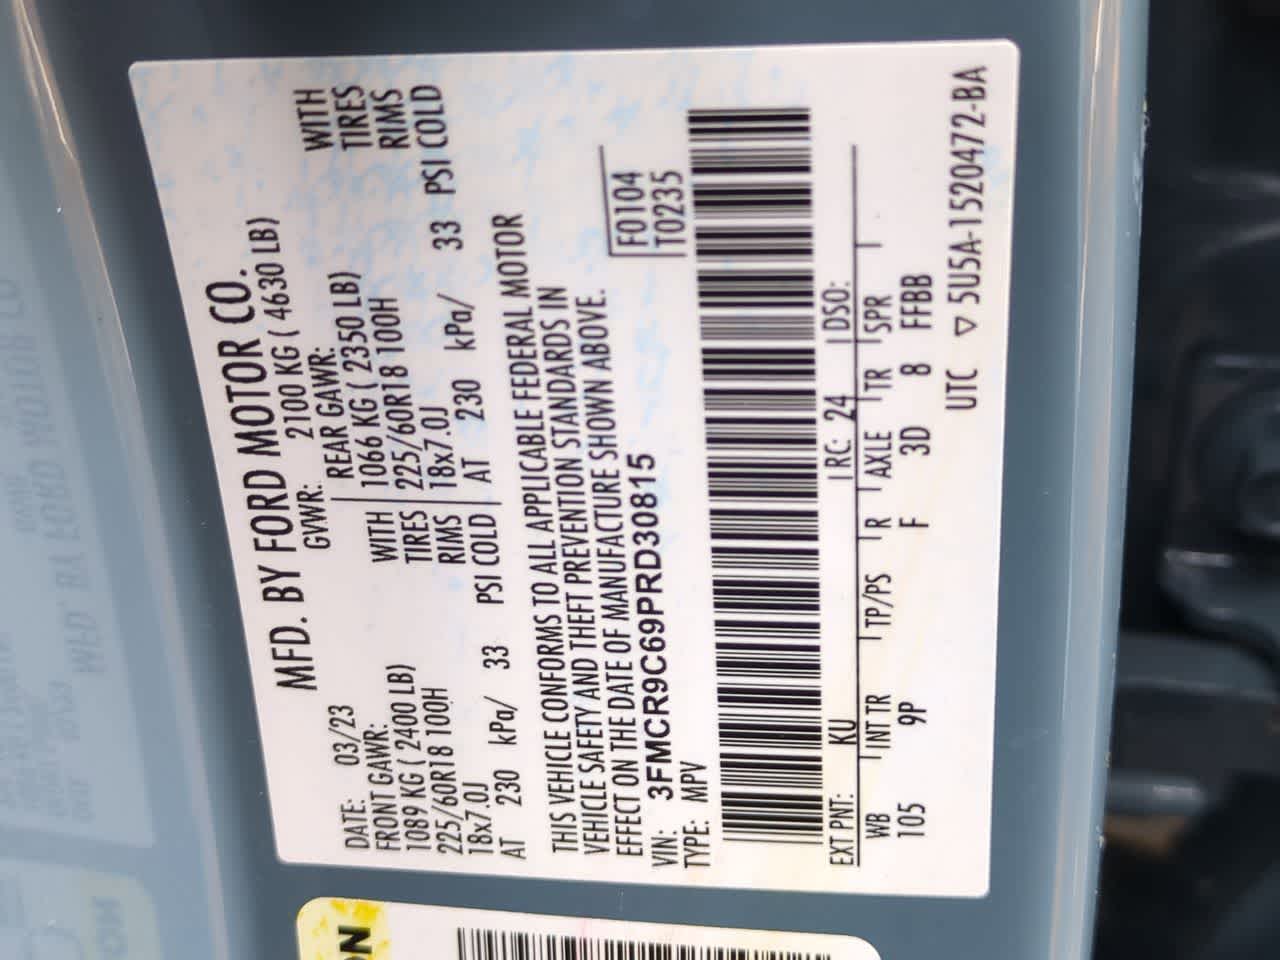 MFD. BY FORD MOTOR CO.
DATE: 03/23 GVWR: 2100 KG ( 4630 LB)
FRONT GAWR: REAR GAWR:
1089 KG ( 2400 LB) WITH 1066 KG ( 2350 LB) WITH
225/60R18 100H TIRES 225/60R18 100H TIRES
18x7.0J RIMS 18x7.0J RIMS
AT 230 kPa/ 33 PSI COLD AT 230 kPa/ 33 PSI COLD
THIS VEHICLE CONFORMS TO ALL APPLICABLE FEDERAL MOTOR
VEHICLE SAFETY AND THEFT PREVENTION STANDARDS IN
EFFECT ON THE DATE OF MANUFACTURE SHOWN ABOVE.
VIN: 3FMCR9C69PRD30815 F0104
TYPE: MPV T0235
EXT PNT: KU RC: 24 DSO:
WB INT TR TP/PS R AXLE TR SPR
105 9P F 3D 8 FFBB
UTC ▽ 5U5A-1520472-BA